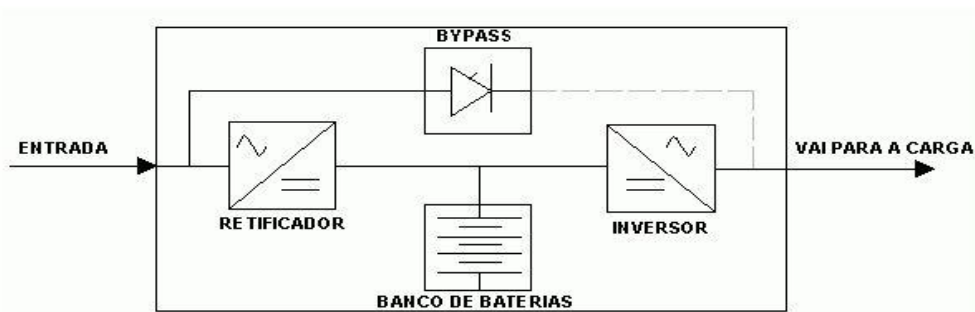 BYPASS
ENTRADA
VAI PARA A CARGA
RETIFICADOR
INVERSOR
BANCO DE BATERIAS